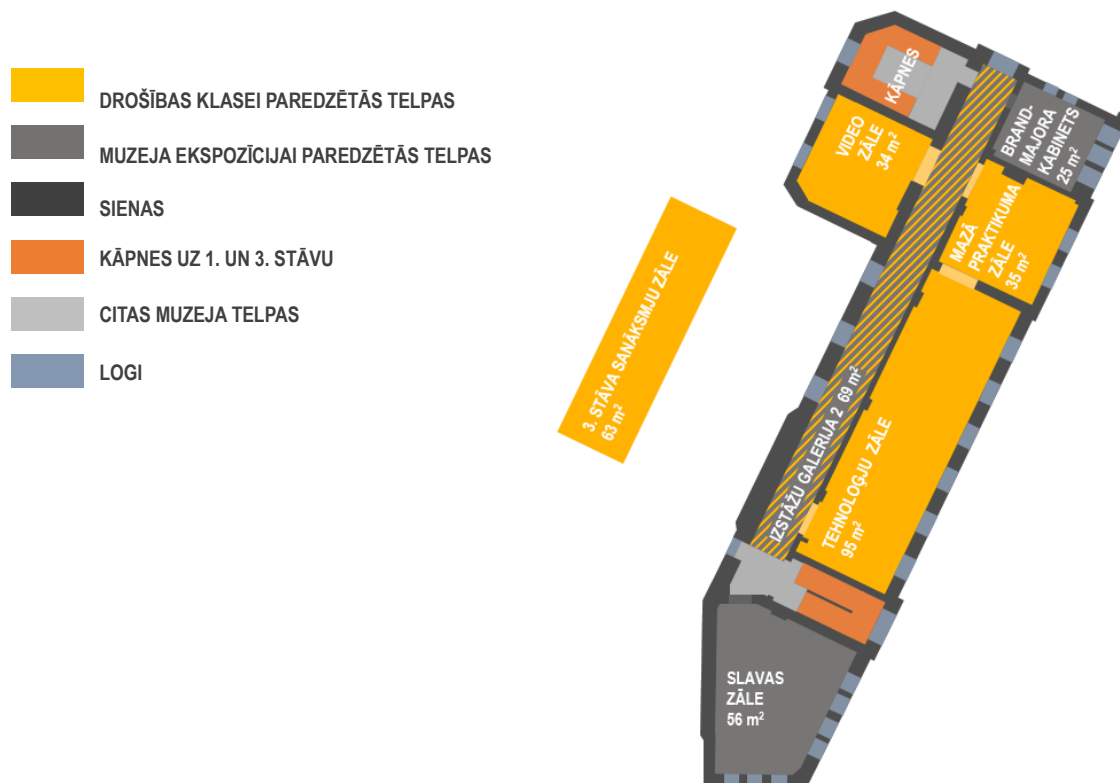 DROŠĪBAS KLASEI PAREDZĒTĀS TELPAS
MUZEJA EKSPOZĪCIJAI PAREDZĒTĀS TELPAS
SIENAS
KĀPNES UZ 1. UN 3. STĀVU
CITAS MUZEJA TELPAS
LOGI
KĀPNES
VIDEO
ZĀLE
34 m²
BRAND-
MAJORA
KABINETS
25 m²
MAZĀ
PRAKTIKUMA
ZĀLE
35 m²
3. STĀVA SANĀKSMJU ZĀLE
63 m²
IZSTĀŽU GALERIJA 2 69 m²
TEHNOLOĢJU ZĀLE
95 m²
SLAVAS
ZĀLE
56 m²